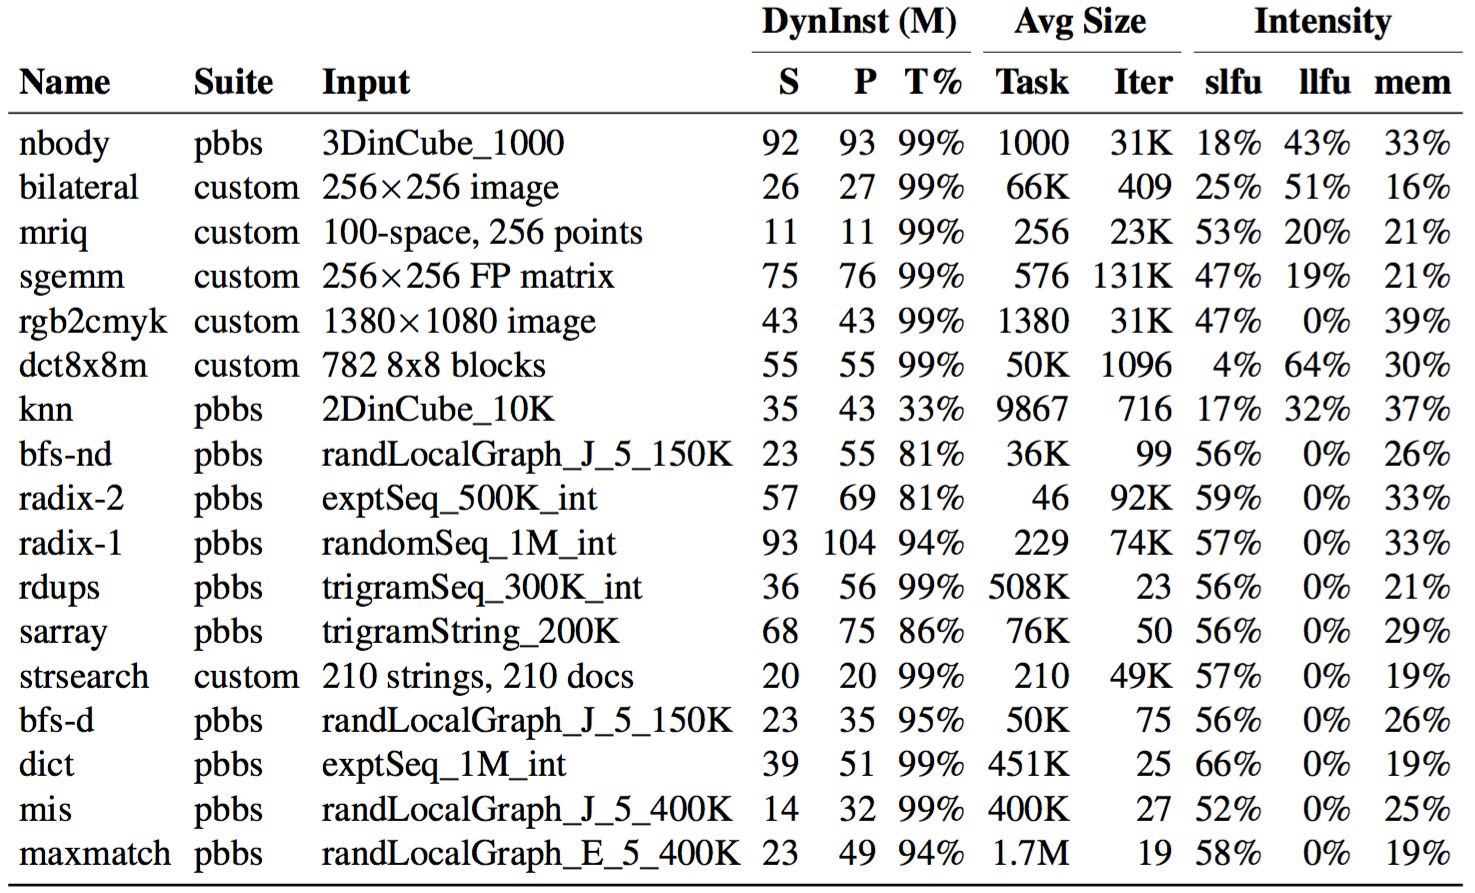 DynInst (M) Avg Size Intensity
Name Suite Input S P T% Task Iter slfu llfu mem
nbody pbbs 3DinCube_1000 92 93 99% 1000 31K 18% 43% 33%
bilateral custom 256×256 image 26 27 99% 66K 409 25% 51% 16%
mriq custom 100-space, 256 points 11 11 99% 256 23K 53% 20% 21%
sgemm custom 256×256 FP matrix 75 76 99% 576 131K 47% 19% 21%
rgb2cmyk custom 1380×1080 image 43 43 99% 1380 31K 47% 0% 39%
dct8x8m custom 782 8x8 blocks 55 55 99% 50K 1096 4% 64% 30%
knn pbbs 2DinCube_10K 35 43 33% 9867 716 17% 32% 37%
bfs-nd pbbs randLocalGraph_J_5_150K 23 55 81% 36K 99 56% 0% 26%
radix-2 pbbs exptSeq_500K_int 57 69 81% 46 92K 59% 0% 33%
radix-1 pbbs randomSeq_1M_int 93 104 94% 229 74K 57% 0% 33%
rdups pbbs trigramSeq_300K_int 36 56 99% 508K 23 56% 0% 21%
sarray pbbs trigramString_200K 68 75 86% 76K 50 56% 0% 29%
strsearch custom 210 strings, 210 docs 20 20 99% 210 49K 57% 0% 19%
bfs-d pbbs randLocalGraph_J_5_150K 23 35 95% 50K 75 56% 0% 26%
dict pbbs exptSeq_1M_int 39 51 99% 451K 25 66% 0% 19%
mis pbbs randLocalGraph_J_5_400K 14 32 99% 400K 27 52% 0% 25%
maxmatch pbbs randLocalGraph_E_5_400K 23 49 94% 1.7M 19 58% 0% 19%